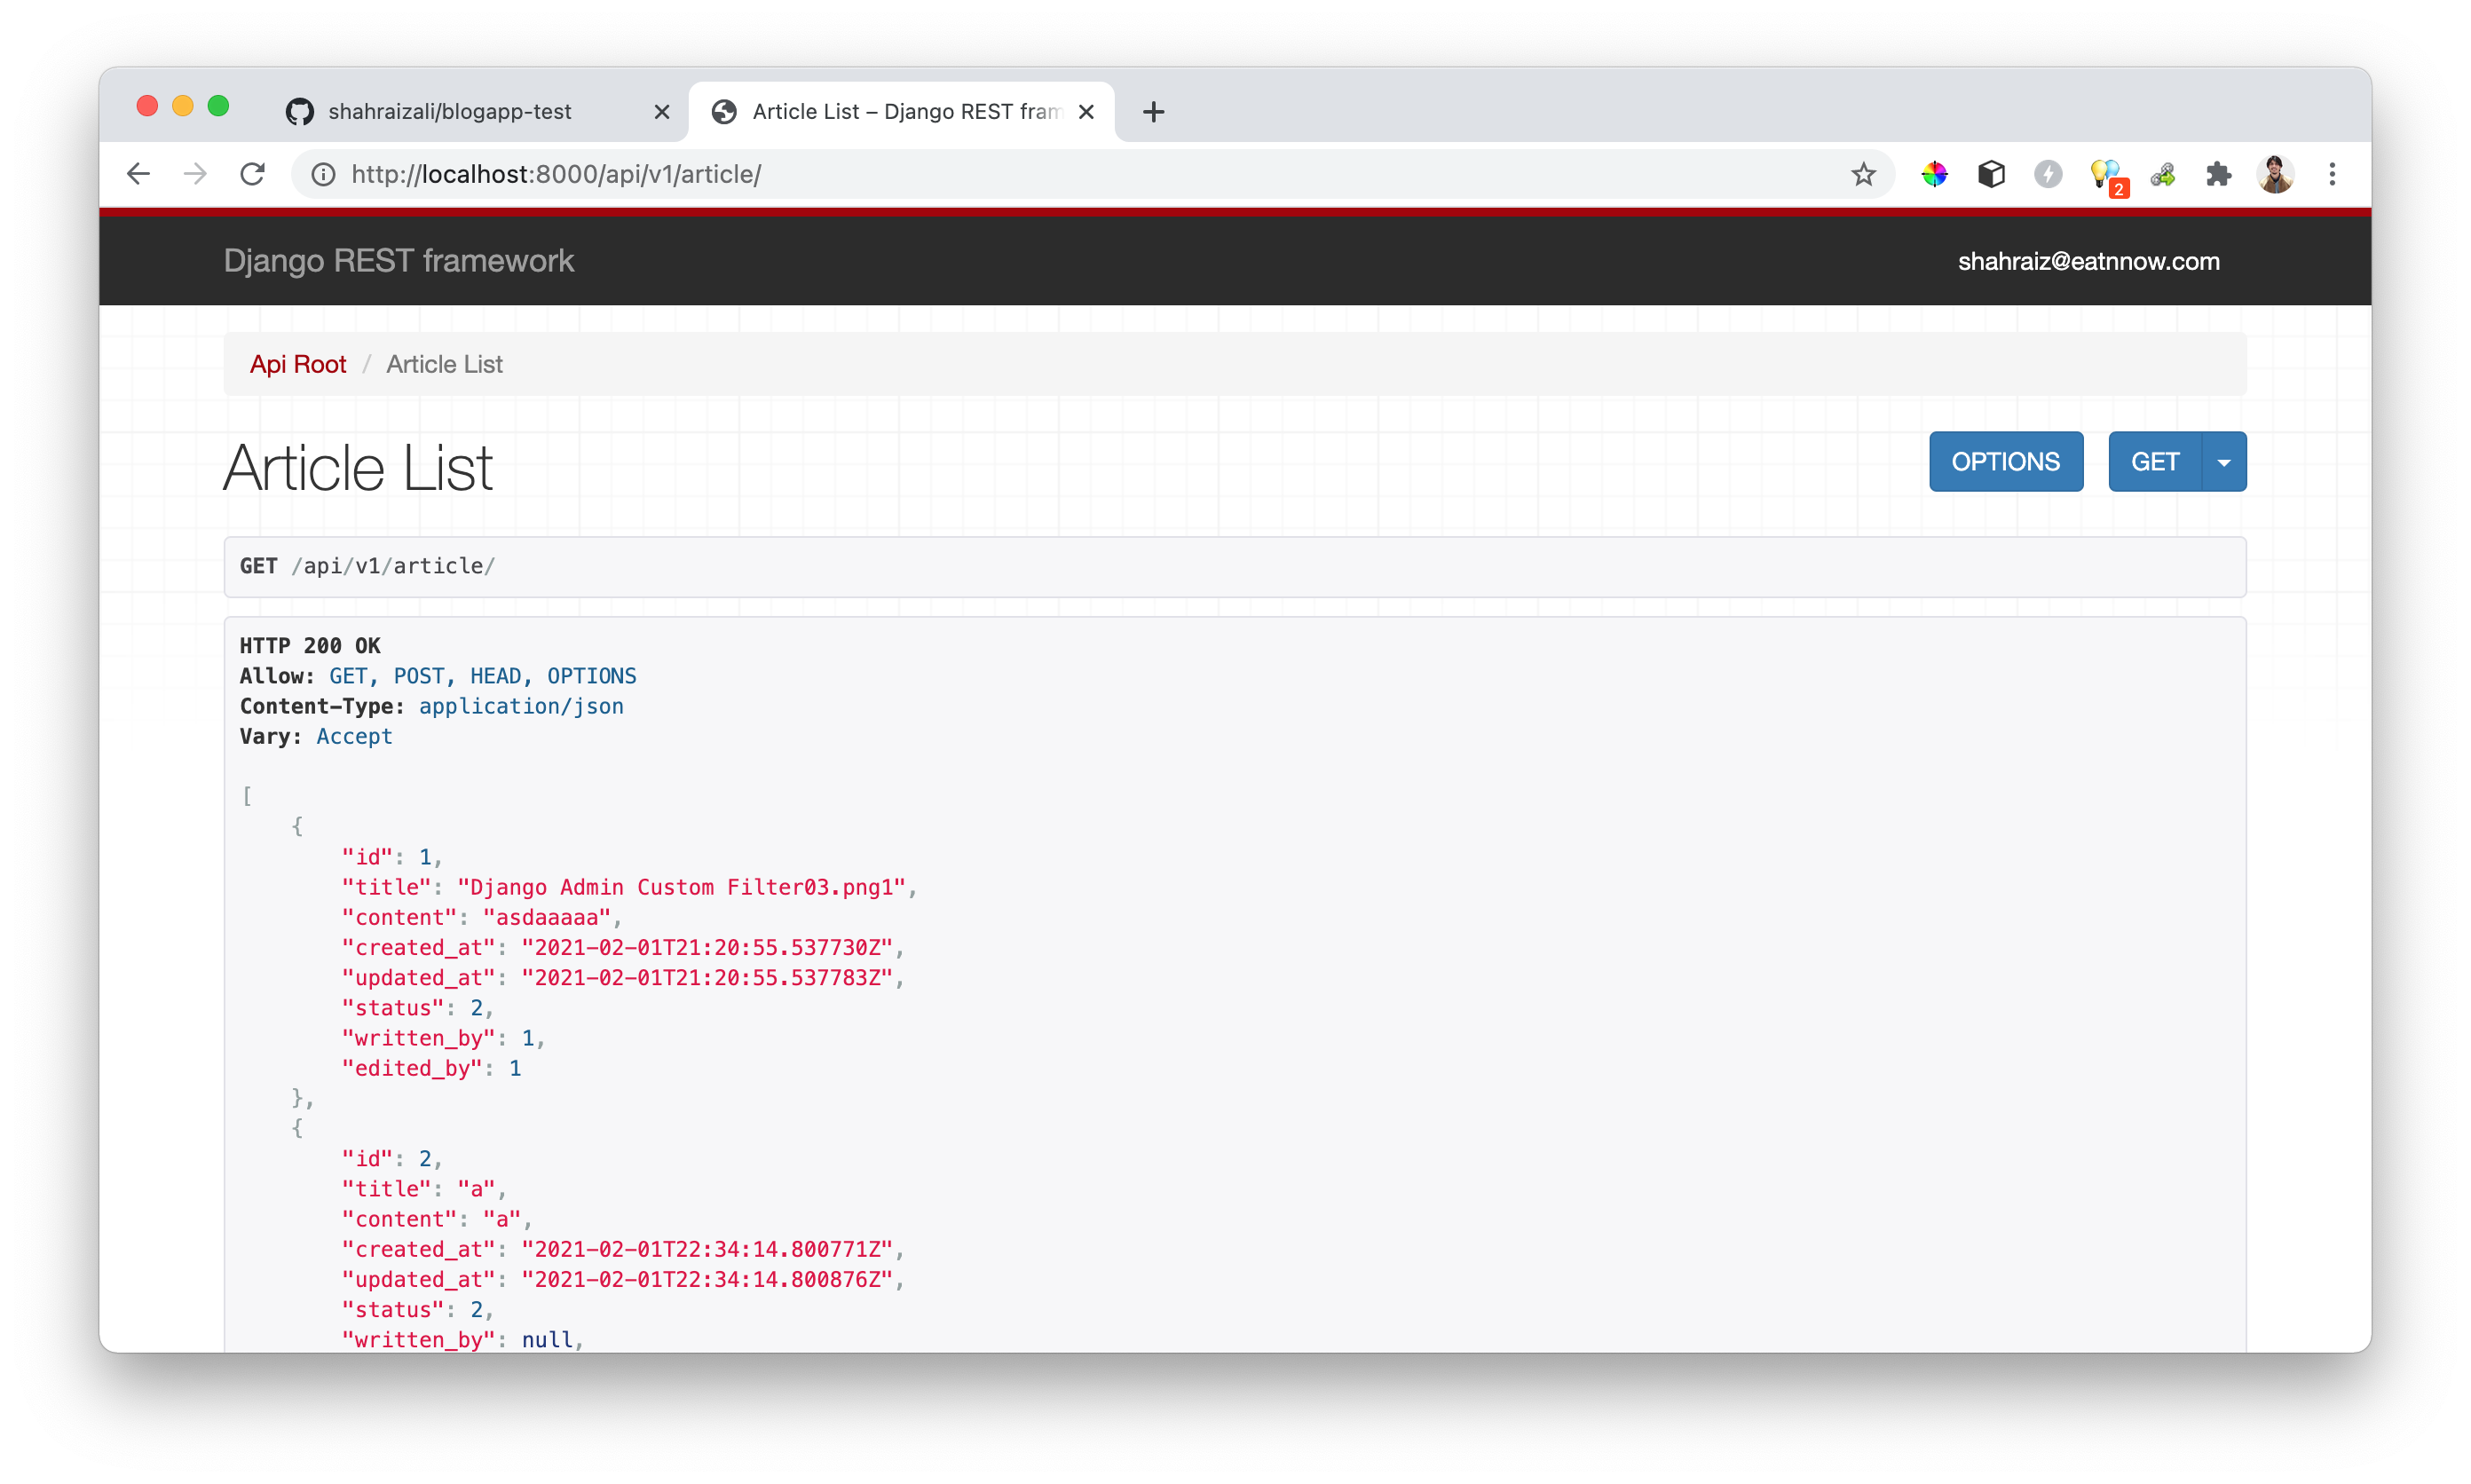 shahraizali/blogapp-test
Article List – Django REST fram
http://localhost:8000/api/v1/article/
2
Django REST framework
shahraiz@eatnnow.com
Api Root / Article List
Article List
OPTIONS
GET
GET /api/v1/article/
HTTP 200 OK
Allow: GET, POST, HEAD, OPTIONS
Content-Type: application/json
Vary: Accept
[
{
"id": 1,
"title": "Django Admin Custom Filter03.png1",
"content": "asdaaaaa",
"created_at": "2021-02-01T21:20:55.537730Z",
"updated_at": "2021-02-01T21:20:55.537783Z",
"status": 2,
"written_by": 1,
"edited_by": 1
},
{
"id": 2,
"title": "a",
"content": "a",
"created_at": "2021-02-01T22:34:14.800771Z",
"updated_at": "2021-02-01T22:34:14.800876Z",
"status": 2,
"written_by": null,